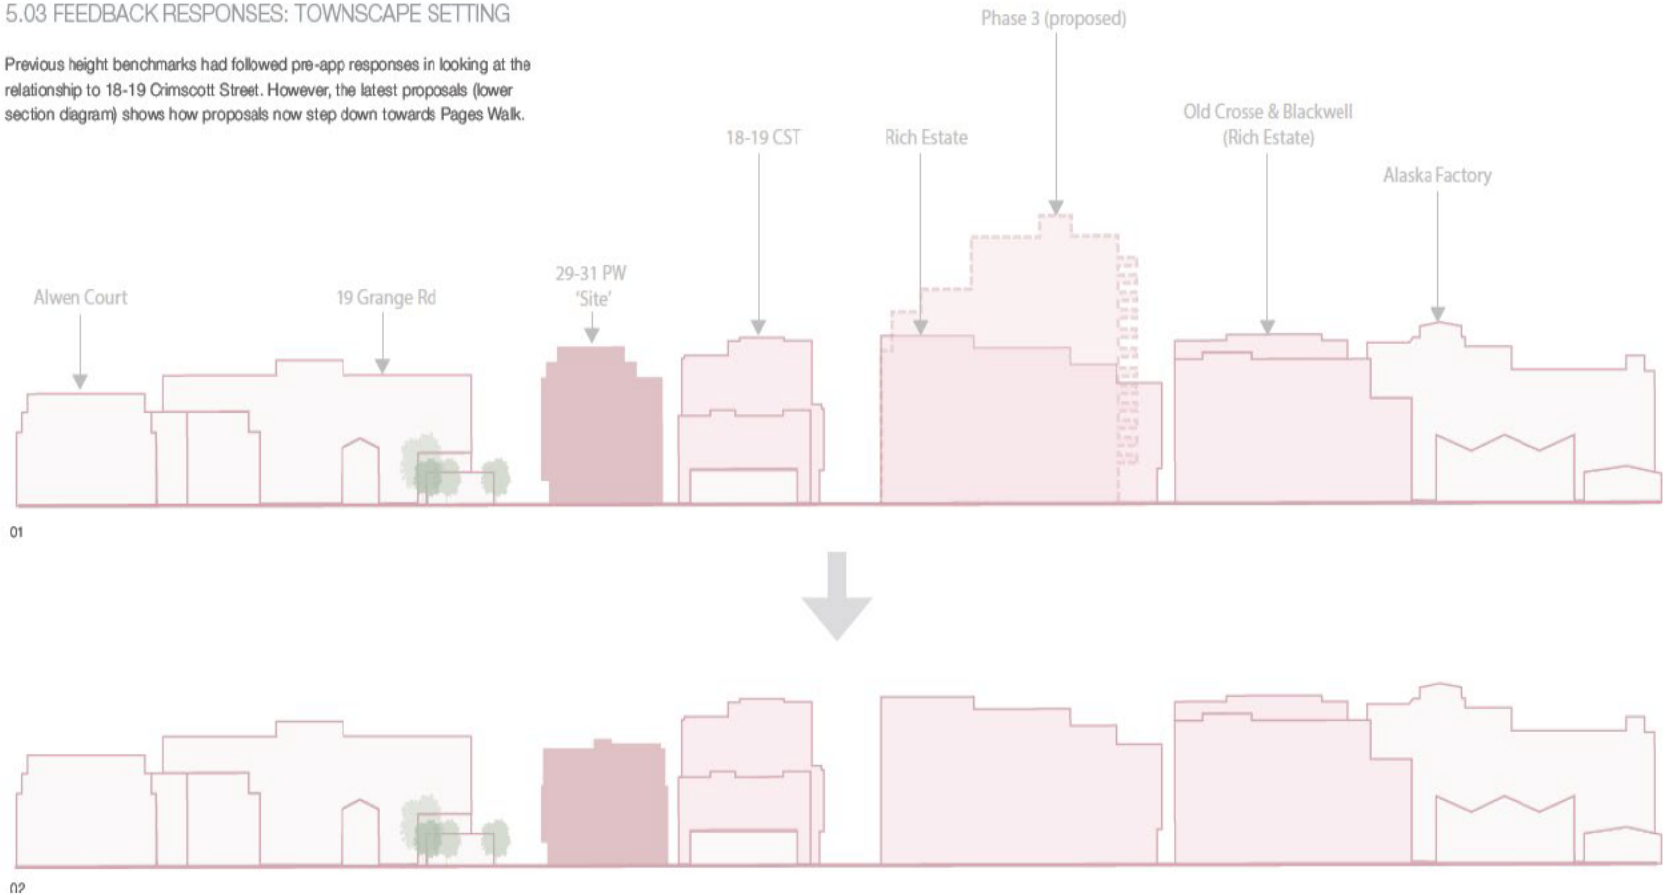 5.03 FEEDBACK RESPONSES: TOWNSCAPE SETTING
Previous height benchmarks had followed pre-app responses in looking at the
relationship to 18-19 Crimscott Street. However, the latest proposals (lower
section diagram) shows how proposals now step down towards Pages Walk.
Phase 3 (proposed)
Old Crosse & Blackwell
(Rich Estate)
18-19 CST
Rich Estate
Alaska Factory
29-31 PW
'Site'
Alwen Court
19 Grange Rd
01
02